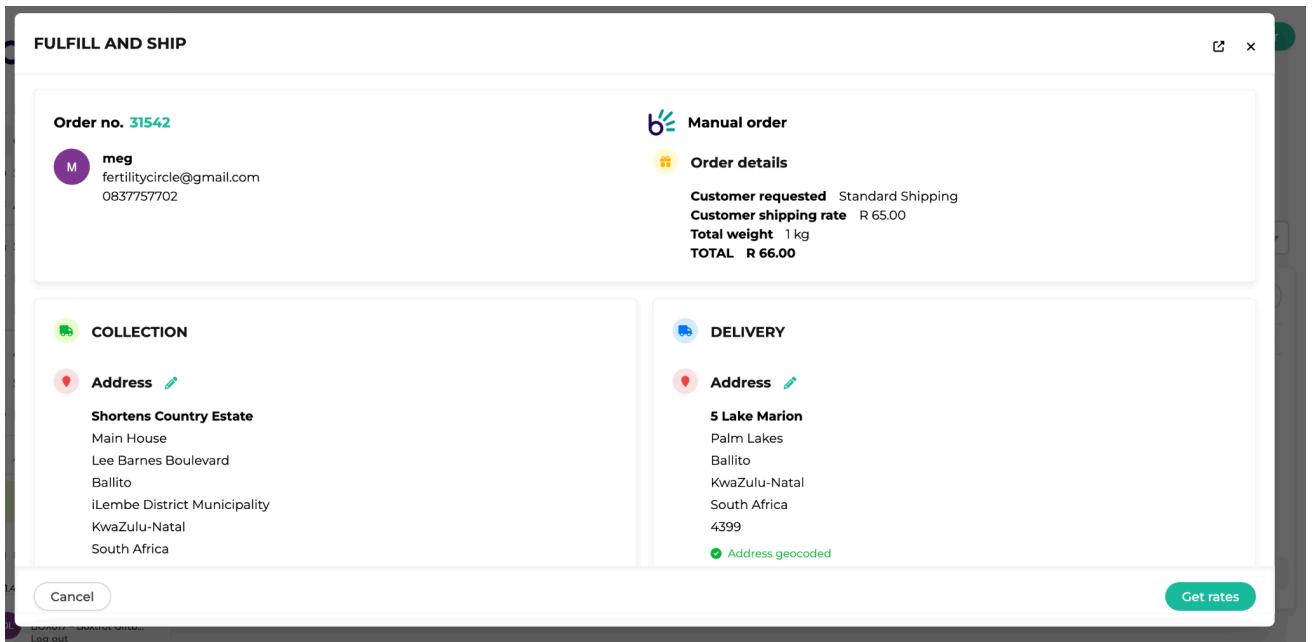 FULFILL AND SHIP
Order no. 31542
M
meg
fertilitycircle@gmail.com
0837757702
Manual order
Order details
Customer requested Standard Shipping
Customer shipping rate R 65.00
Total weight 1 kg
TOTAL R 66.00
COLLECTION
Address
Shortens Country Estate
Main House
Lee Barnes Boulevard
Ballito
iLembe District Municipality
KwaZulu-Natal
South Africa
DELIVERY
Address
5 Lake Marion
Palm Lakes
Ballito
KwaZulu-Natal
South Africa
4399
Address geocoded
Cancel
Get rates
Log out